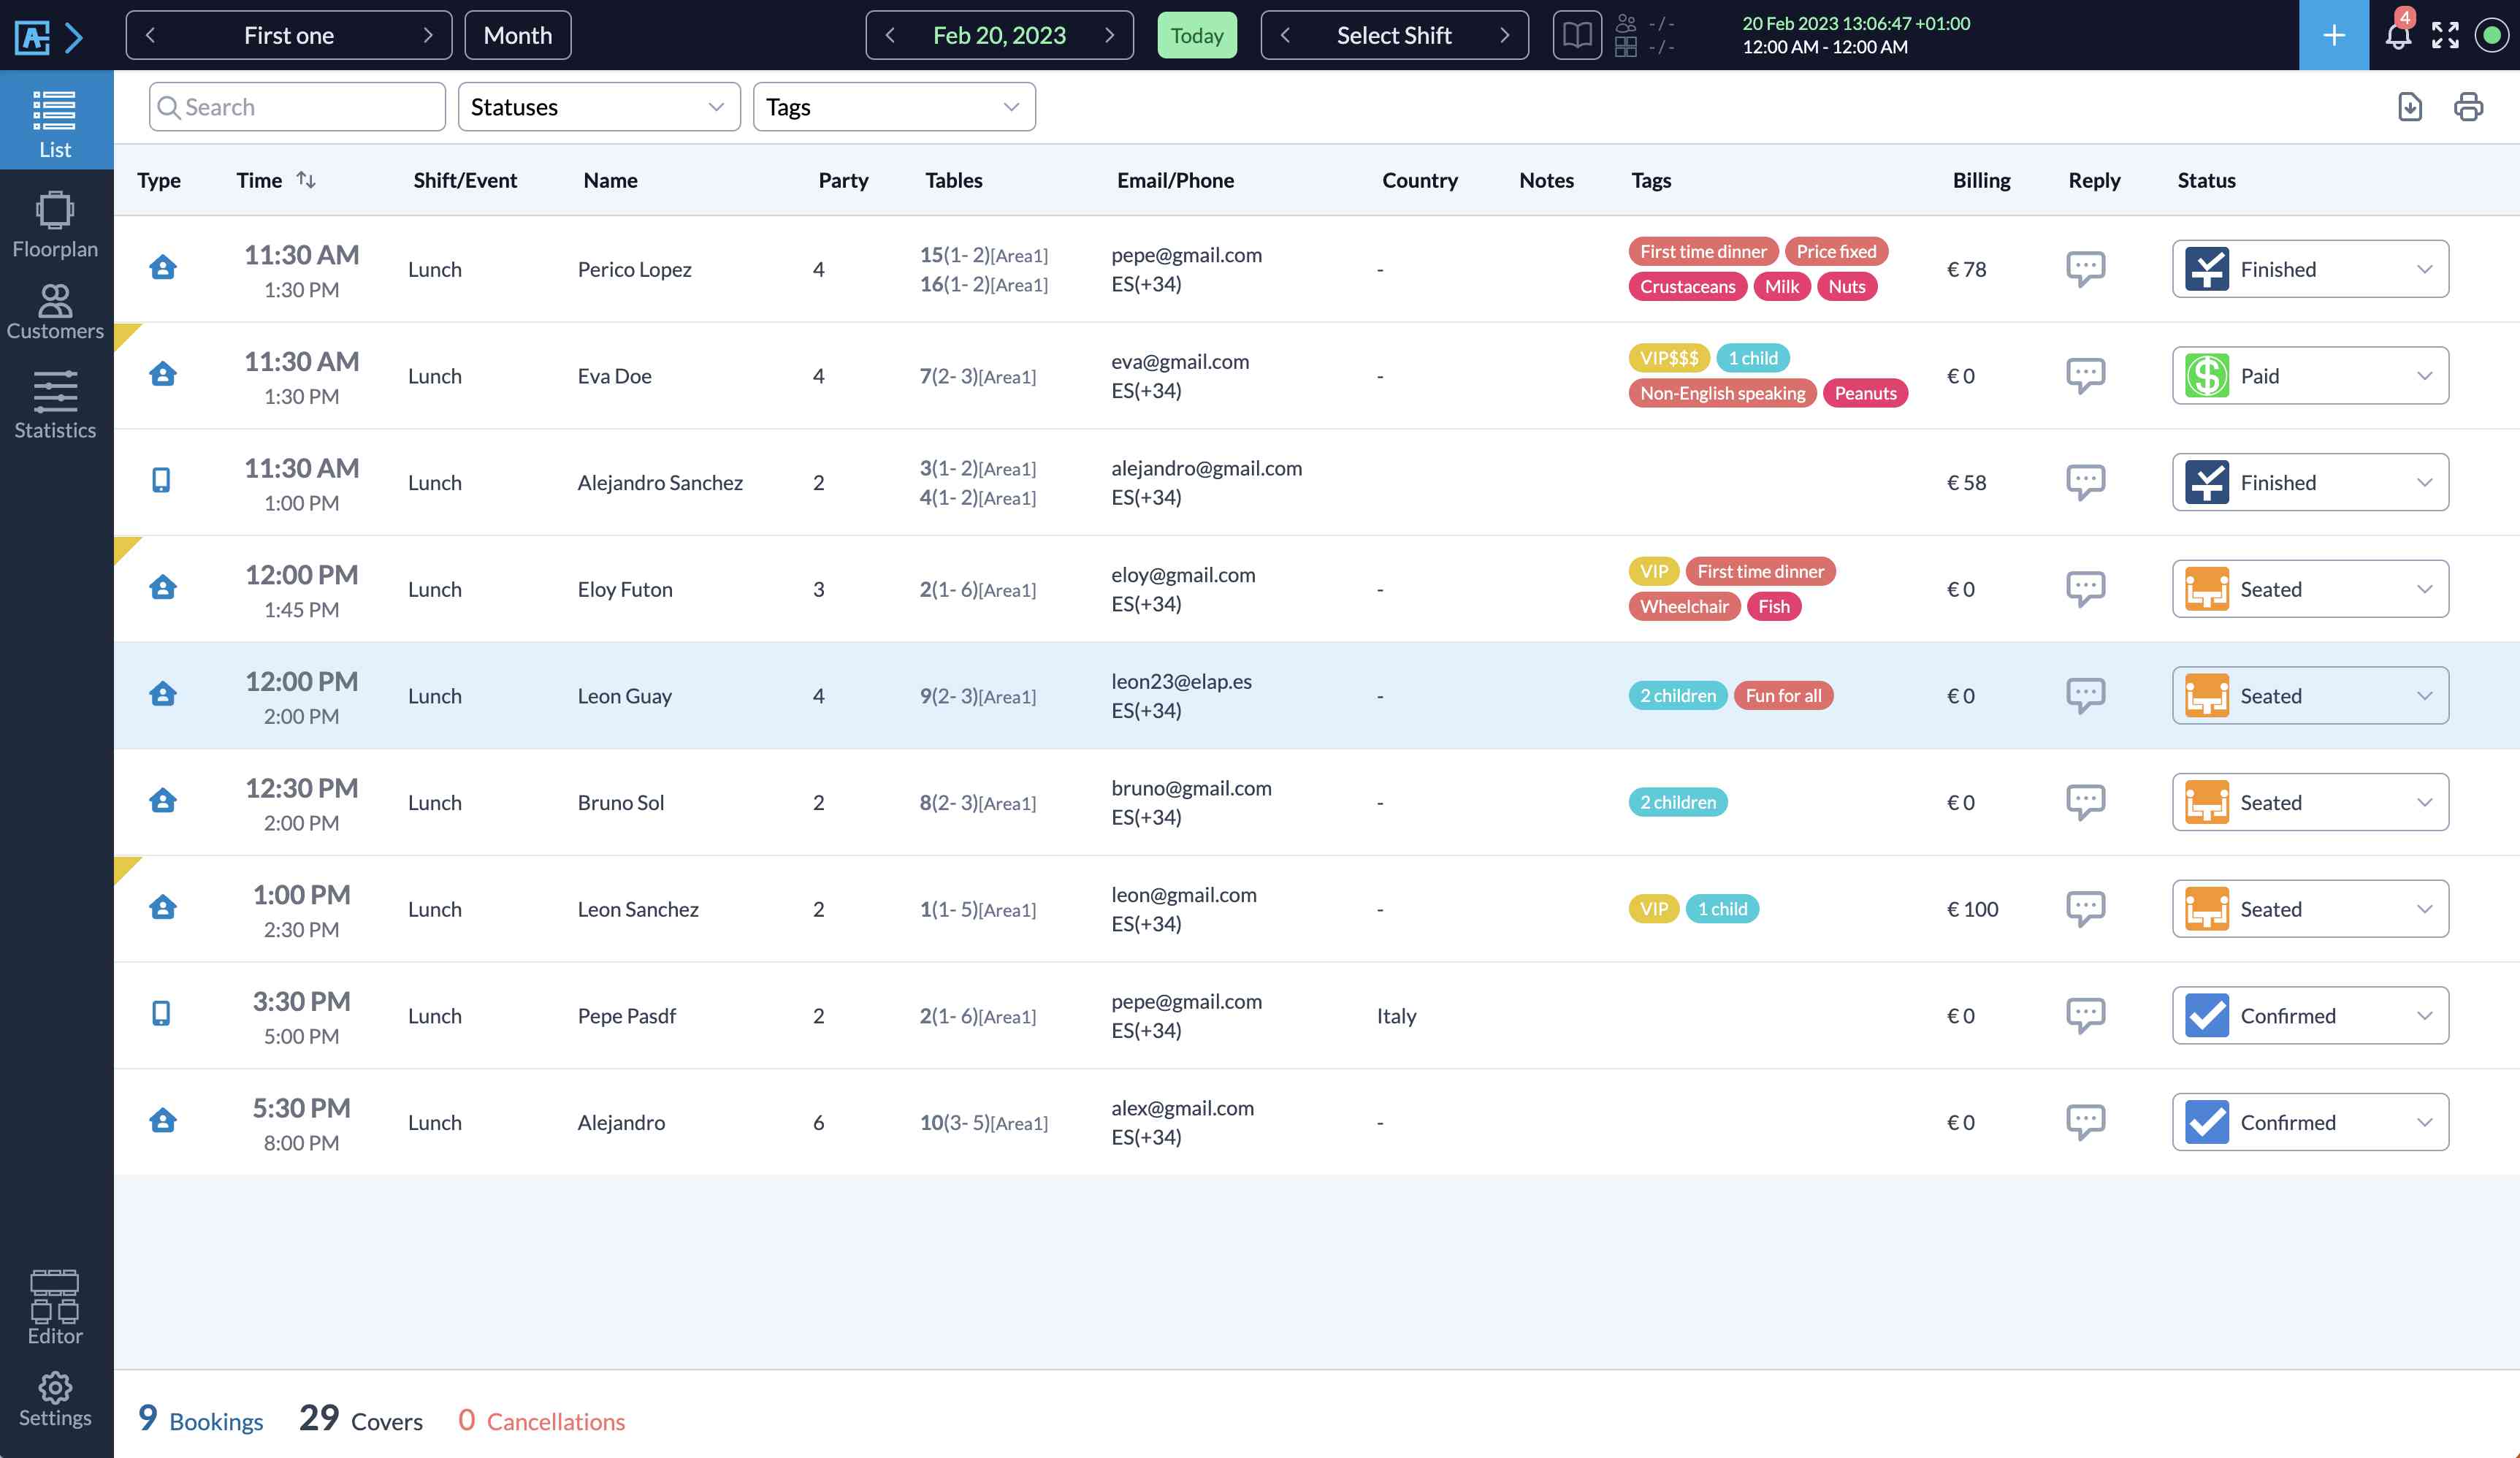 First one
Month
Feb 20, 2023
Today
Select Shift
-/-
-/-
20 Feb 2023 13:06:47 +01:00
12:00 AM - 12:00 AM
4
List
Floorplan
Customers
Statistics
Editor
Settings
Search
Statuses
Tags
Type Time Shift/Event Name Party Tables Email/Phone Country Notes Tags Billing Reply Status
11:30 AM
1:30 PM
Lunch
Perico Lopez
4
15(1- 2)[Area1]
16(1- 2)[Area1]
pepe@gmail.com
ES(+34)
-
First time dinner Price fixed
Crustaceans Milk Nuts
€ 78
Finished
11:30 AM
1:30 PM
Lunch
Eva Doe
4
7(2- 3)[Area1]
eva@gmail.com
ES(+34)
-
VIP$$$ 1 child
Non-English speaking Peanuts
€ 0
Paid
11:30 AM
1:00 PM
Lunch
Alejandro Sanchez
2
3(1- 2)[Area1]
4(1- 2)[Area1]
alejandro@gmail.com
ES(+34)
€ 58
Finished
12:00 PM
1:45 PM
Lunch
Eloy Futon
3
2(1- 6)[Area1]
eloy@gmail.com
ES(+34)
-
VIP First time dinner
Wheelchair Fish
€ 0
Seated
12:00 PM
2:00 PM
Lunch
Leon Guay
4
9(2- 3)[Area1]
leon23@elap.es
ES(+34)
-
2 children Fun for all
€ 0
Seated
12:30 PM
2:00 PM
Lunch
Bruno Sol
2
8(2- 3)[Area1]
bruno@gmail.com
ES(+34)
-
2 children
€ 0
Seated
1:00 PM
2:30 PM
Lunch
Leon Sanchez
2
1(1- 5)[Area1]
leon@gmail.com
ES(+34)
-
VIP 1 child
€ 100
Seated
3:30 PM
5:00 PM
Lunch
Pepe Pasdf
2
2(1- 6)[Area1]
pepe@gmail.com
ES(+34)
Italy
€ 0
Confirmed
5:30 PM
8:00 PM
Lunch
Alejandro
6
10(3- 5)[Area1]
alex@gmail.com
ES(+34)
-
€ 0
Confirmed
9 Bookings 29 Covers 0 Cancellations